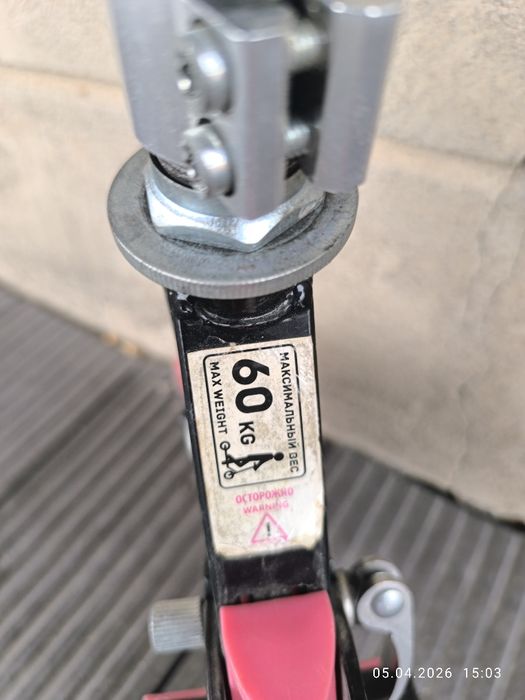 МАКСИМАЛЬНЫЙ ВЕС
60 KG
MAX WEIGHT
ОСТОРОЖНО
WARNING
!
05.04.2026 15:03